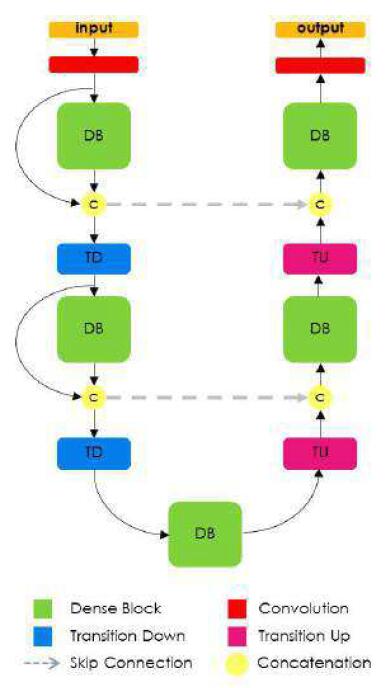 input output
DB DB
C C
TD TU
DB DB
C C
TD TU
DB
Dense Block Convolution
Transition Down Transition Up
Skip Connection Concatenation